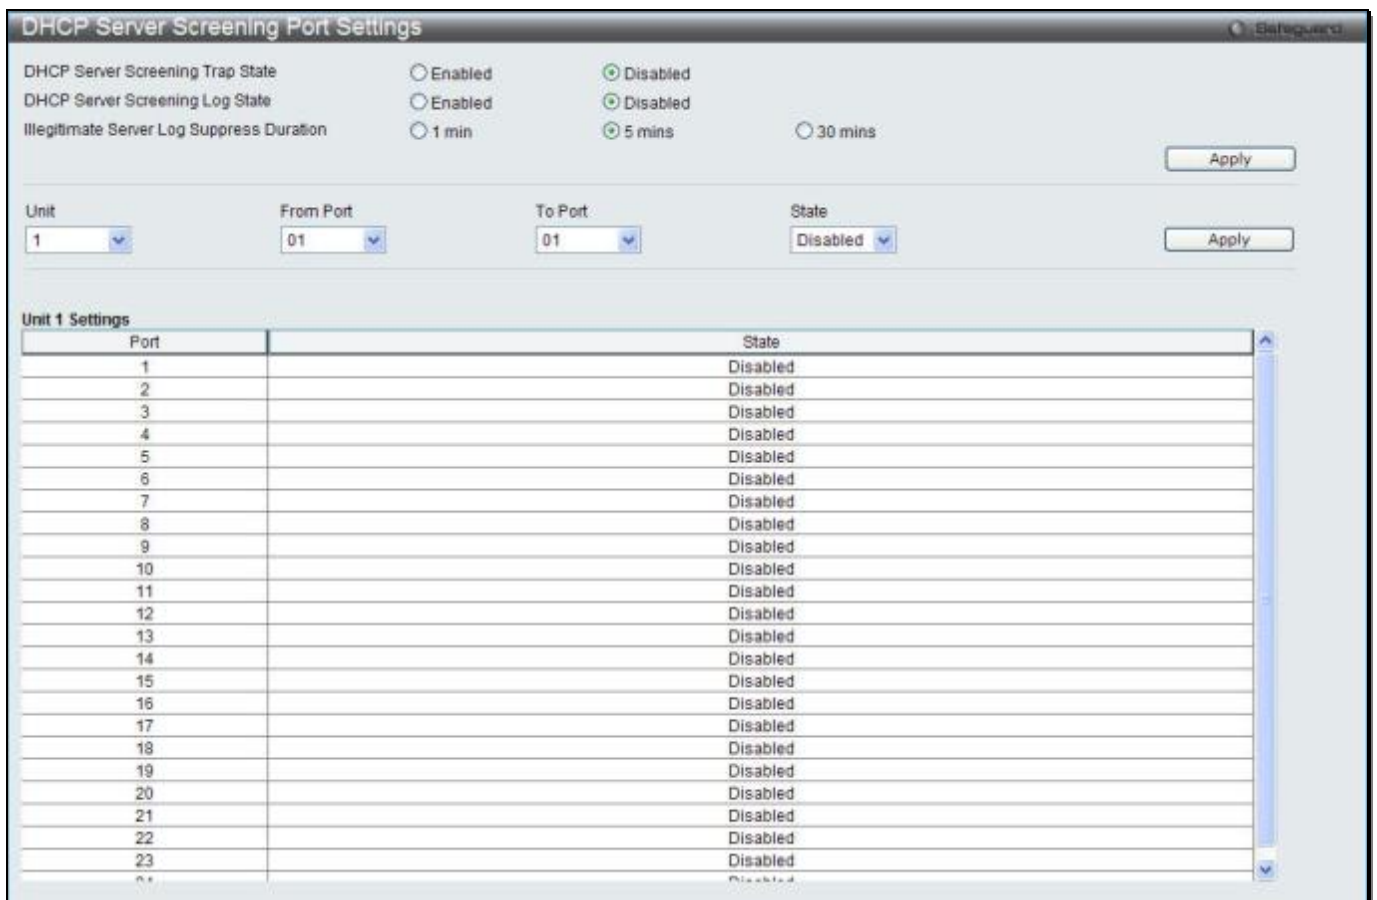 DHCP Server Screening Port Settings
Safeguard
DHCP Server Screening Trap State Enabled Disabled
DHCP Server Screening Log State Enabled Disabled
Illegitimate Server Log Suppress Duration 1 min 5 mins 30 mins
Apply
Unit From Port To Port State
1 01 01 Disabled Apply
Unit 1 Settings
Port State
1 Disabled
2 Disabled
3 Disabled
4 Disabled
5 Disabled
6 Disabled
7 Disabled
8 Disabled
9 Disabled
10 Disabled
11 Disabled
12 Disabled
13 Disabled
14 Disabled
15 Disabled
16 Disabled
17 Disabled
18 Disabled
19 Disabled
20 Disabled
21 Disabled
22 Disabled
23 Disabled